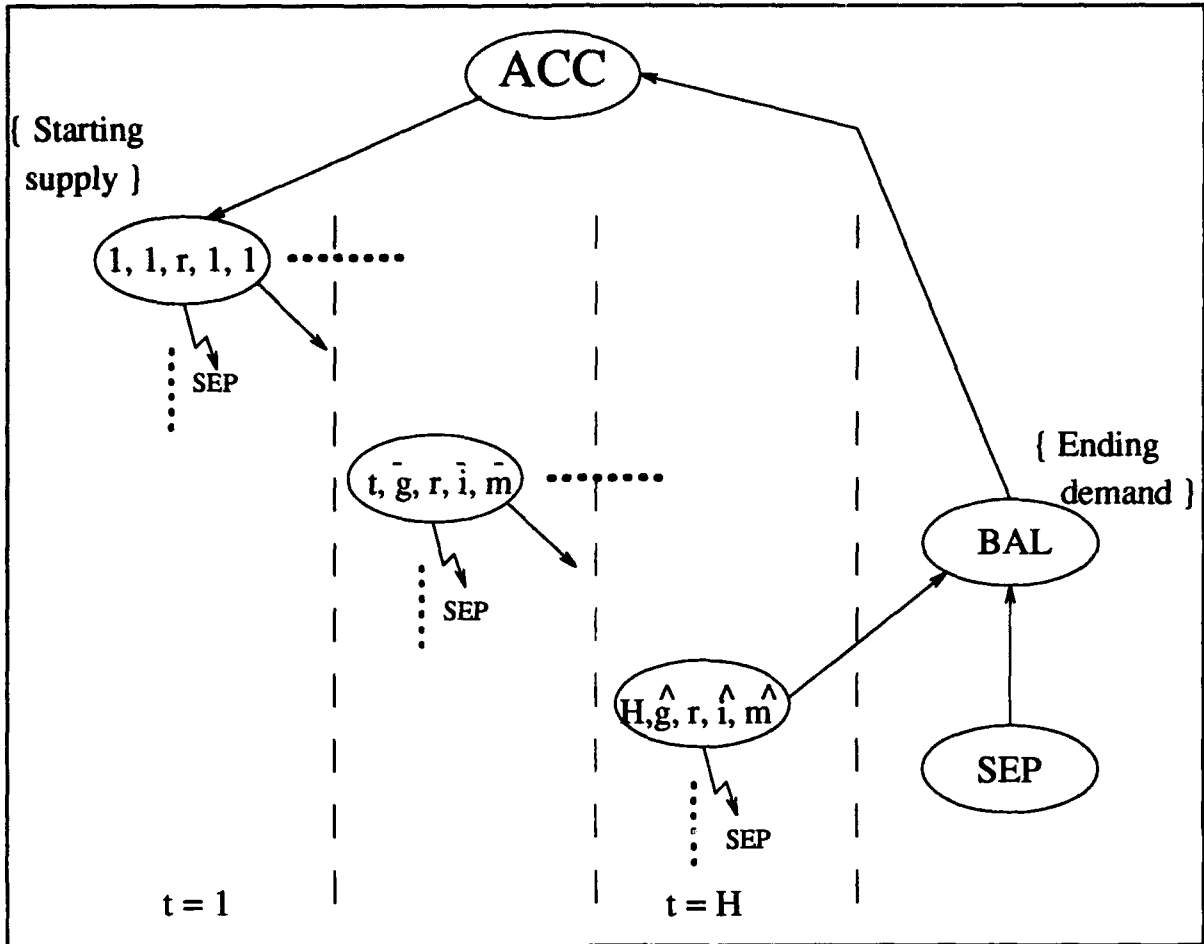 ACC
{ Starting
supply }
1, 1, r, 1, 1
SEP
t, ḡ, r, ī, m̄
SEP
{ Ending
demand }
BAL
H,ĝ, r, î, m̂
SEP
SEP
t = 1
t = H